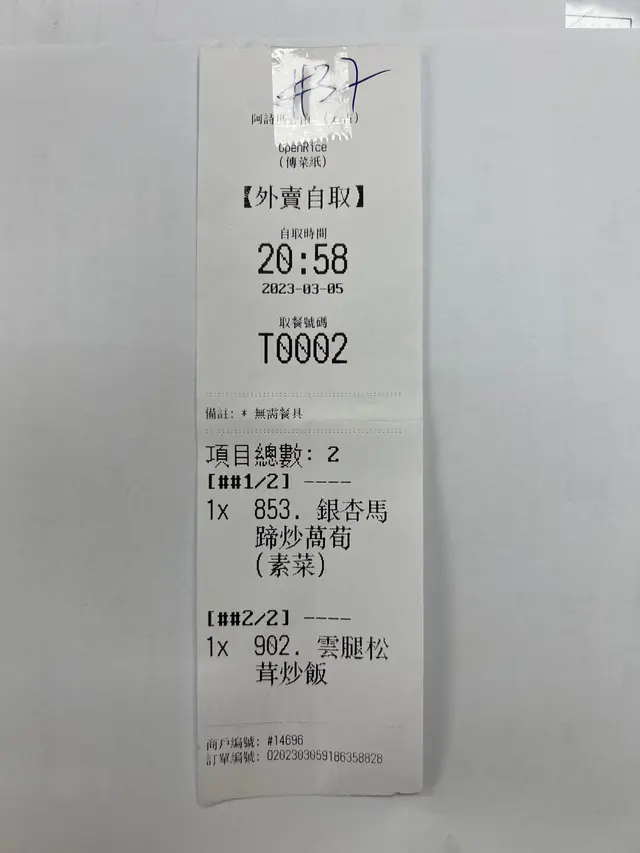 #37
阿詩
OpenRice
(傳菜紙)
【外賣自取】
自取時間
20:58
2023-03-05
取餐號碼
T0002
備註: * 無需餐具
項目總數: 2
[##1/2] ----
1x 853. 銀杏馬
蹄炒萵荀
(素菜)
[##2/2] ----
1x 902. 雲腿松
茸炒飯
商戶編號: #14696
訂單編號: 0202303059186358828